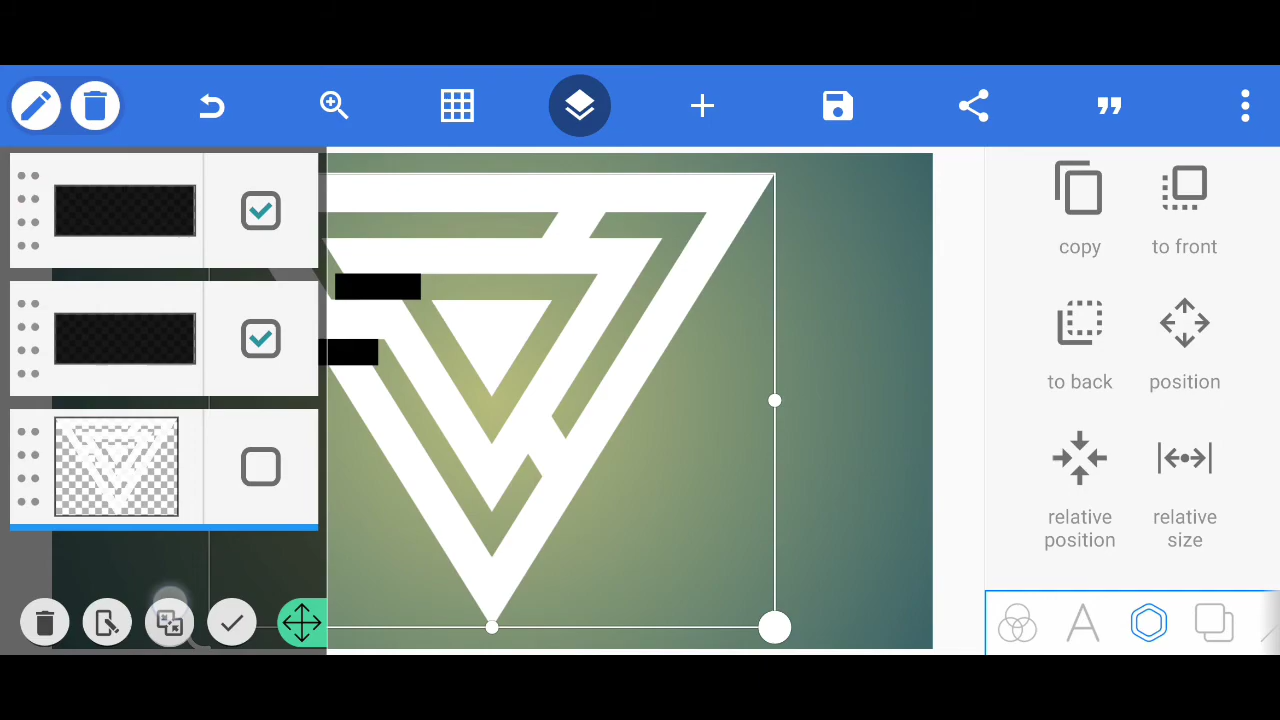 copy
to front
to back
position
relative
position
relative
size